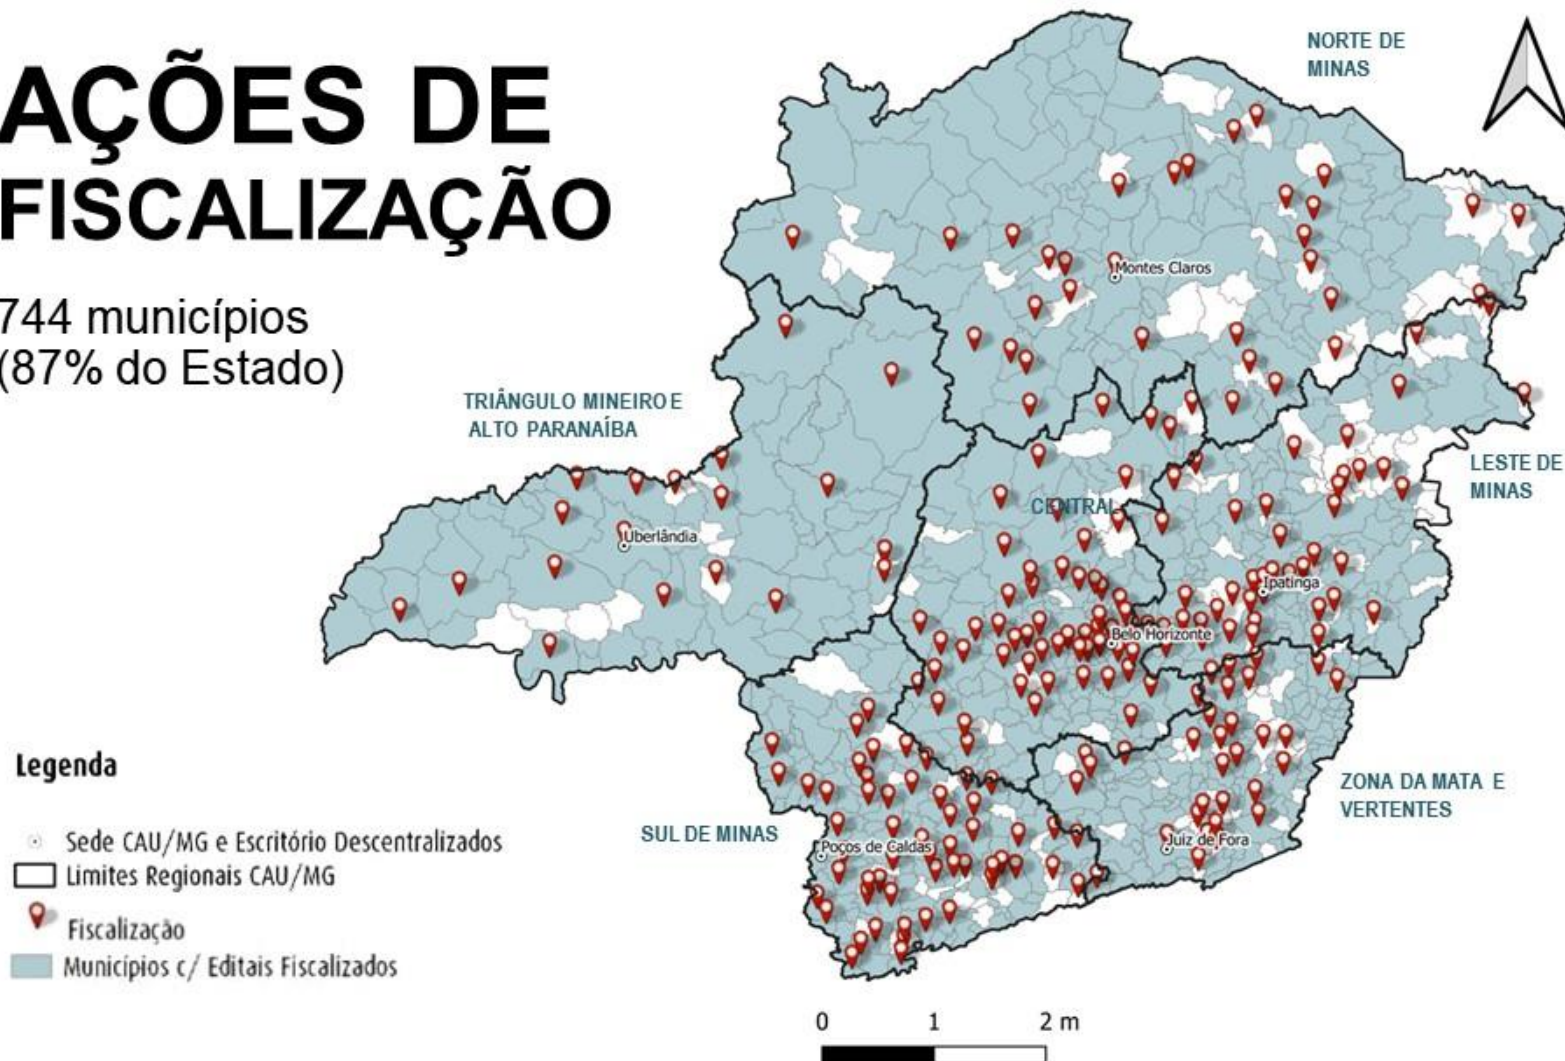 AÇÕES DE
FISCALIZAÇÃO
744 municípios
(87% do Estado)
NORTE DE
MINAS
TRIÂNGULO MINEIRO E
ALTO PARANAÍBA
Montes Claros
LESTE DE
MINAS
CENTRAL
Uberlândia
Ipatinga
Belo Horizonte
ZONA DA MATA E
VERTENTES
SUL DE MINAS
Poços de Caldas
Juiz de Fora
Legenda
Sede CAU/MG e Escritório Descentralizados
Limites Regionais CAU/MG
Fiscalização
Municípios c/ Editais Fiscalizados
0 1 2 m